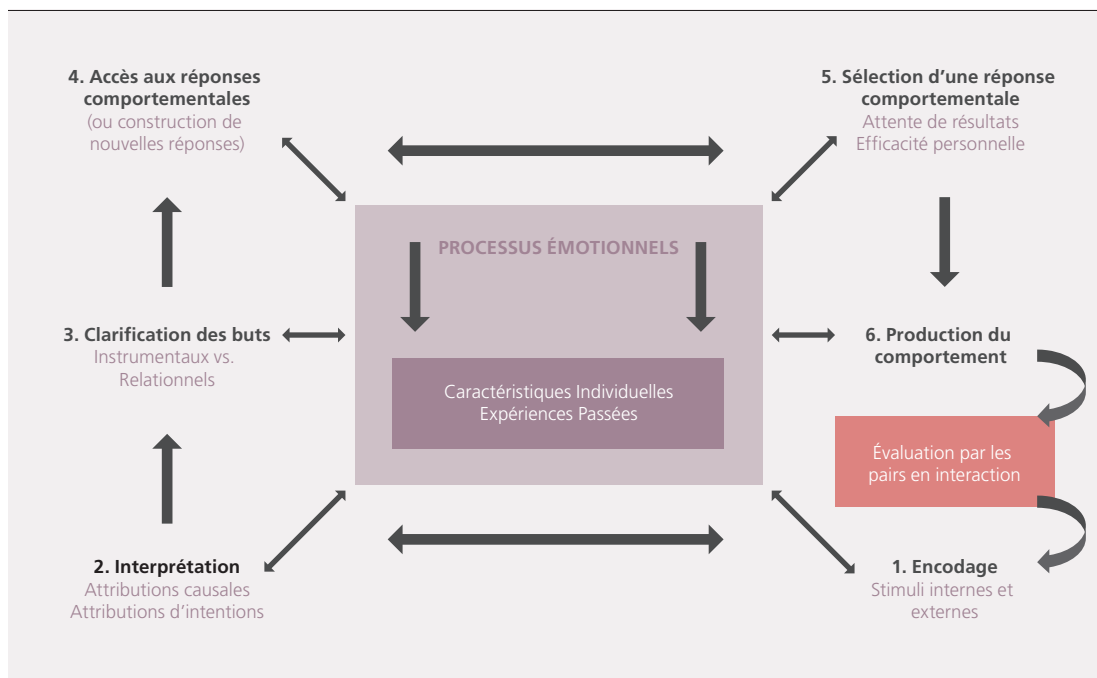 4. Accès aux réponses
comportementales
(ou construction de
nouvelles réponses)
5. Sélection d'une réponse
comportementale
Attente de résultats
Efficacité personnelle
PROCESSUS ÉMOTIONNELS
3. Clarification des buts
Instrumentaux vs.
Relationnels
Caractéristiques Individuelles
Expériences Passées
6. Production du
comportement
Évaluation par les
pairs en interaction
2. Interprétation
Attributions causales
Attributions d'intentions
1. Encodage
Stimuli internes et
externes